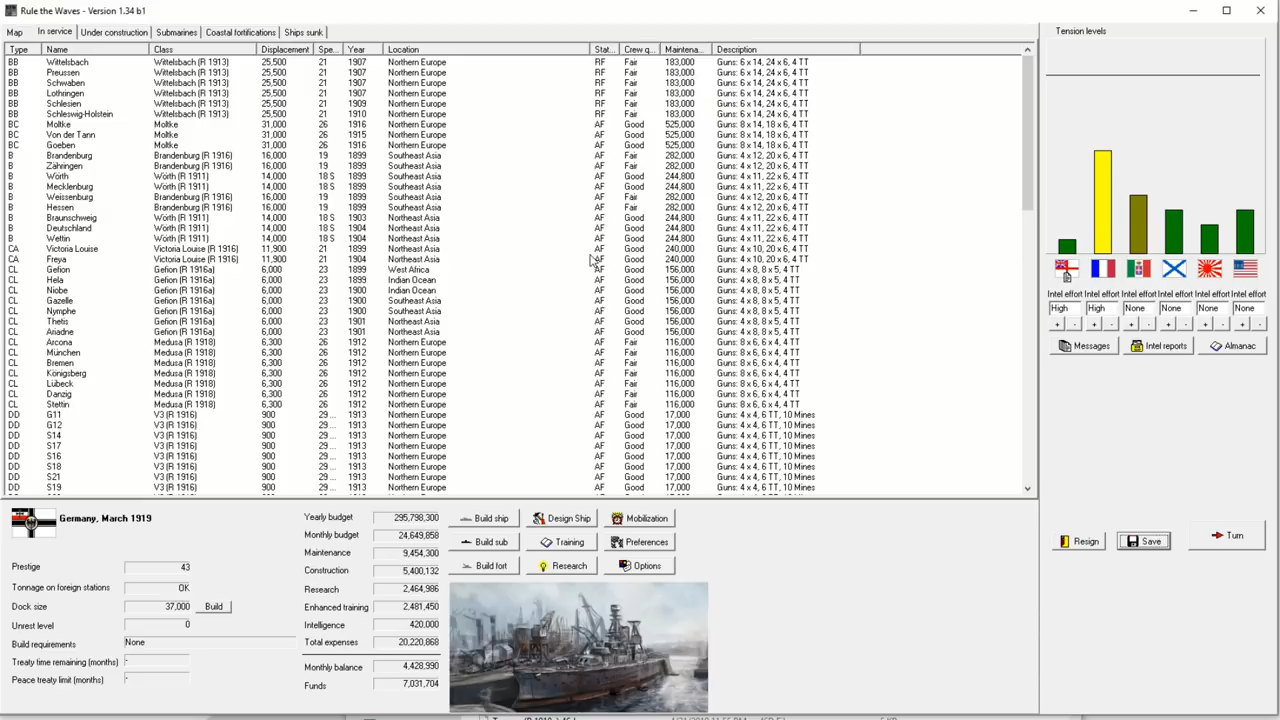 Rule the Waves - Version 1.34 b1
Map In service Under construction Submarines Coastal fortifications Ships sunk
Type Name Class Displacement Spe... Year Location Stat... Crew q... Maintena... Description
BB Wittelsbach Wittelsbach (R 1913) 25,500 21 1907 Northern Europe RF Fair 183,000 Guns: 6 x 14, 24 x 6, 4 TT
BB Preussen Wittelsbach (R 1913) 25,500 21 1907 Northern Europe RF Fair 183,000 Guns: 6 x 14, 24 x 6, 4 TT
BB Schwaben Wittelsbach (R 1913) 25,500 21 1907 Northern Europe RF Fair 183,000 Guns: 6 x 14, 24 x 6, 4 TT
BB Lothringen Wittelsbach (R 1913) 25,500 21 1907 Northern Europe RF Fair 183,000 Guns: 6 x 14, 24 x 6, 4 TT
BB Schlesien Wittelsbach (R 1913) 25,500 21 1909 Northern Europe RF Fair 183,000 Guns: 6 x 14, 24 x 6, 4 TT
BB Schleswig-Holstein Wittelsbach (R 1913) 25,500 21 1910 Northern Europe RF Fair 183,000 Guns: 6 x 14, 24 x 6, 4 TT
BC Moltke Moltke 31,000 26 1916 Northern Europe AF Good 525,000 Guns: 8 x 14, 18 x 6, 4 TT
BC Von der Tann Moltke 31,000 26 1915 Northern Europe AF Good 525,000 Guns: 8 x 14, 18 x 6, 4 TT
BC Goeben Moltke 31,000 26 1916 Northern Europe AF Good 525,000 Guns: 8 x 14, 18 x 6, 4 TT
B Brandenburg Brandenburg (R 1916) 16,000 19 1899 Southeast Asia AF Fair 282,000 Guns: 4 x 12, 20 x 6, 4 TT
B Zähringen Brandenburg (R 1916) 16,000 19 1899 Southeast Asia AF Fair 282,000 Guns: 4 x 12, 20 x 6, 4 TT
B Wörth Wörth (R 1911) 14,000 18 S 1899 Southeast Asia AF Good 244,800 Guns: 4 x 11, 22 x 6, 4 TT
B Mecklenburg Wörth (R 1911) 14,000 18 S 1899 Southeast Asia AF Good 244,800 Guns: 4 x 11, 22 x 6, 4 TT
B Weissenburg Brandenburg (R 1916) 16,000 19 1899 Southeast Asia AF Fair 282,000 Guns: 4 x 12, 20 x 6, 4 TT
B Hessen Brandenburg (R 1916) 16,000 19 1899 Southeast Asia AF Fair 282,000 Guns: 4 x 12, 20 x 6, 4 TT
B Braunschweig Wörth (R 1911) 14,000 18 S 1903 Northeast Asia AF Good 244,800 Guns: 4 x 11, 22 x 6, 4 TT
B Deutschland Wörth (R 1911) 14,000 18 S 1904 Northeast Asia AF Good 244,800 Guns: 4 x 11, 22 x 6, 4 TT
B Wettin Wörth (R 1911) 14,000 18 S 1904 Northeast Asia AF Good 244,800 Guns: 4 x 11, 22 x 6, 4 TT
CA Victoria Louise Victoria Louise (R 1916) 11,900 21 1899 Northeast Asia AF Good 240,000 Guns: 4 x 10, 20 x 6, 4 TT
CA Freya Victoria Louise (R 1916) 11,900 21 1904 Northeast Asia AF Good 240,000 Guns: 4 x 10, 20 x 6, 4 TT
CL Gefion Gefion (R 1916a) 6,000 23 1899 West Africa AF Good 156,000 Guns: 4 x 8, 8 x 5, 4 TT
CL Hela Gefion (R 1916a) 6,000 23 1899 Indian Ocean AF Good 156,000 Guns: 4 x 8, 8 x 5, 4 TT
CL Niobe Gefion (R 1916a) 6,000 23 1900 Indian Ocean AF Good 156,000 Guns: 4 x 8, 8 x 5, 4 TT
CL Gazelle Gefion (R 1916a) 6,000 23 1900 Southeast Asia AF Good 156,000 Guns: 4 x 8, 8 x 5, 4 TT
CL Nymphe Gefion (R 1916a) 6,000 23 1900 Southeast Asia AF Good 156,000 Guns: 4 x 8, 8 x 5, 4 TT
CL Thetis Gefion (R 1916a) 6,000 23 1901 Northeast Asia AF Good 156,000 Guns: 4 x 8, 8 x 5, 4 TT
CL Ariadne Gefion (R 1916a) 6,000 23 1901 Northeast Asia AF Good 156,000 Guns: 4 x 8, 8 x 5, 4 TT
CL Arcona Medusa (R 1918) 6,300 26 1912 Northern Europe AF Fair 116,000 Guns: 8 x 6, 6 x 4, 4 TT
CL München Medusa (R 1918) 6,300 26 1912 Northern Europe AF Fair 116,000 Guns: 8 x 6, 6 x 4, 4 TT
CL Bremen Medusa (R 1918) 6,300 26 1912 Northern Europe AF Fair 116,000 Guns: 8 x 6, 6 x 4, 4 TT
CL Königsberg Medusa (R 1918) 6,300 26 1912 Northern Europe AF Fair 116,000 Guns: 8 x 6, 6 x 4, 4 TT
CL Lübeck Medusa (R 1918) 6,300 26 1912 Northern Europe AF Fair 116,000 Guns: 8 x 6, 6 x 4, 4 TT
CL Danzig Medusa (R 1918) 6,300 26 1912 Northern Europe AF Fair 116,000 Guns: 8 x 6, 6 x 4, 4 TT
CL Stettin Medusa (R 1918) 6,300 26 1912 Northern Europe AF Fair 116,000 Guns: 8 x 6, 6 x 4, 4 TT
DD G11 V3 (R 1916) 900 29 ... 1913 Northern Europe AF Good 17,000 Guns: 4 x 4, 6 TT, 10 Mines
DD G12 V3 (R 1916) 900 29 ... 1913 Northern Europe AF Good 17,000 Guns: 4 x 4, 6 TT, 10 Mines
DD S14 V3 (R 1916) 900 29 ... 1913 Northern Europe AF Good 17,000 Guns: 4 x 4, 6 TT, 10 Mines
DD S17 V3 (R 1916) 900 29 ... 1913 Northern Europe AF Good 17,000 Guns: 4 x 4, 6 TT, 10 Mines
DD S16 V3 (R 1916) 900 29 ... 1913 Northern Europe AF Good 17,000 Guns: 4 x 4, 6 TT, 10 Mines
DD S18 V3 (R 1916) 900 29 ... 1913 Northern Europe AF Good 17,000 Guns: 4 x 4, 6 TT, 10 Mines
DD S21 V3 (R 1916) 900 29 ... 1913 Northern Europe AF Good 17,000 Guns: 4 x 4, 6 TT, 10 Mines
DD S19 V3 (R 1916) 900 29 ... 1913 Northern Europe AF Good 17,000 Guns: 4 x 4, 6 TT, 10 Mines
Tension levels
Intel effort Intel effort Intel effort Intel effort Intel effort Intel effort
High High None None None None
+ - + - + - + - + - + -
Messages Intel reports Almanac
Resign Save Turn
Germany, March 1919
Prestige 43
Tonnage on foreign stations OK
Dock size 37,000 Build
Unrest level 0
Build requirements None
Treaty time remaining (months) -
Peace treaty limit (months) -
Yearly budget 295,798,300
Monthly budget 24,649,858
Maintenance 9,454,300
Construction 5,400,132
Research 2,464,986
Enhanced training 2,481,450
Intelligence 420,000
Total expenses 20,220,868
Monthly balance 4,428,990
Funds 7,031,704
Build ship Design Ship Mobilization
Build sub Training Preferences
Build fort Research Options